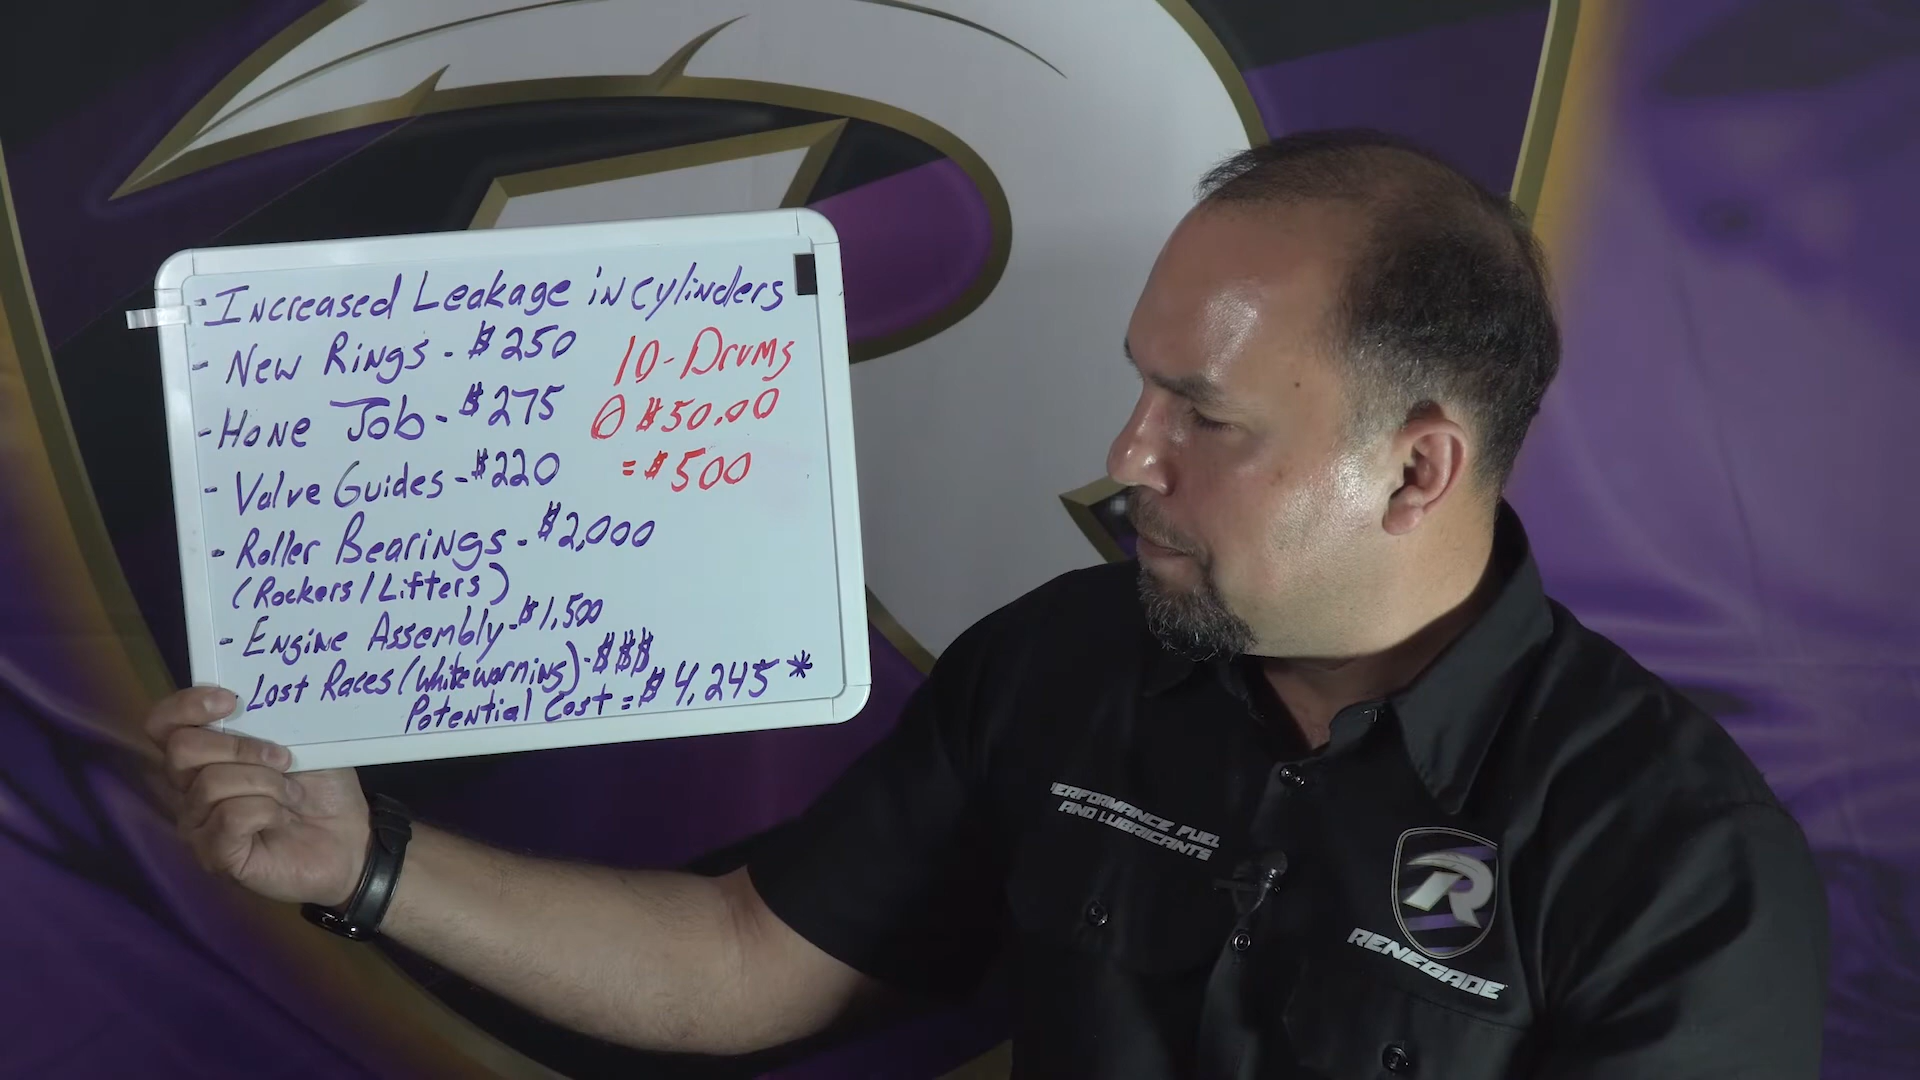 - Increased Leakage in Cylinders
- New Rings - $250
- Hone Job - $275
- Valve Guides - $220
- Roller Bearings - $2,000
(Rockers/Lifters)
- Engine Assembly - $1,500
- Lost Races (while warning) - $$$
Potential Cost = $4,245 *
10 - Drums
@ $50.00
= $500
PERFORMANCE FUEL
AND LUBRICANTS
R
RENEGADE